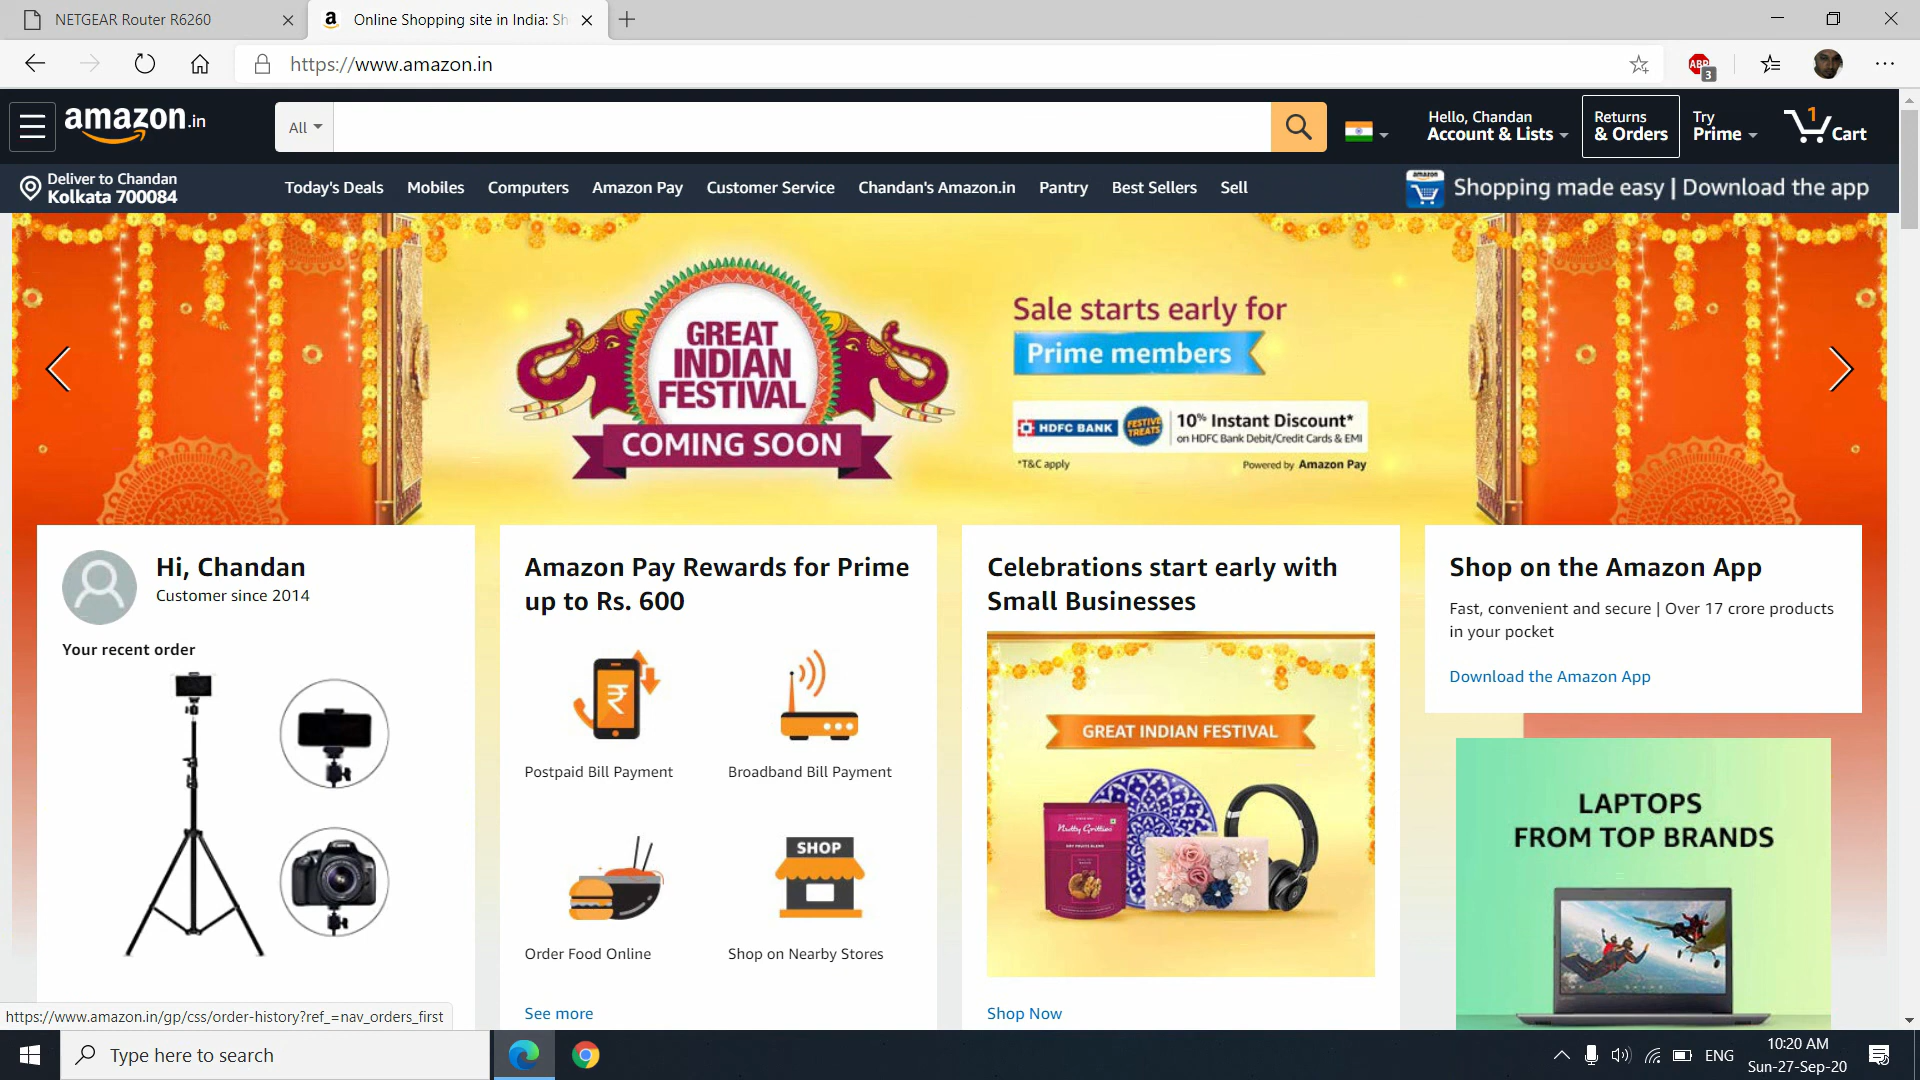 NETGEAR Router R6260
Online Shopping site in India: Sh
https://www.amazon.in
ABP
3
amazon.in
All
Hello, Chandan
Account & Lists
Returns
& Orders
Try
Prime
1
Cart
Deliver to Chandan
Kolkata 700084
Today's Deals
Mobiles
Computers
Amazon Pay
Customer Service
Chandan's Amazon.in
Pantry
Best Sellers
Sell
amazon
Shopping made easy | Download the app
GREAT
INDIAN
FESTIVAL
COMING SOON
Sale starts early for
Prime members
HDFC BANK
FESTIVE
TREATS
10% Instant Discount*
on HDFC Bank Debit/Credit Cards & EMI
*T&C apply
Powered by Amazon Pay
Hi, Chandan
Customer since 2014
Your recent order
Canon
Amazon Pay Rewards for Prime
up to Rs. 600
₹
Postpaid Bill Payment
Broadband Bill Payment
SHOP
Order Food Online
Shop on Nearby Stores
See more
Celebrations start early with
Small Businesses
GREAT INDIAN FESTIVAL
Nutty Gritties
Shop Now
Shop on the Amazon App
Fast, convenient and secure | Over 17 crore products
in your pocket
Download the Amazon App
LAPTOPS
FROM TOP BRANDS
https://www.amazon.in/gp/css/order-history?ref_=nav_orders_first
Type here to search
ENG
10:20 AM
Sun-27-Sep-20